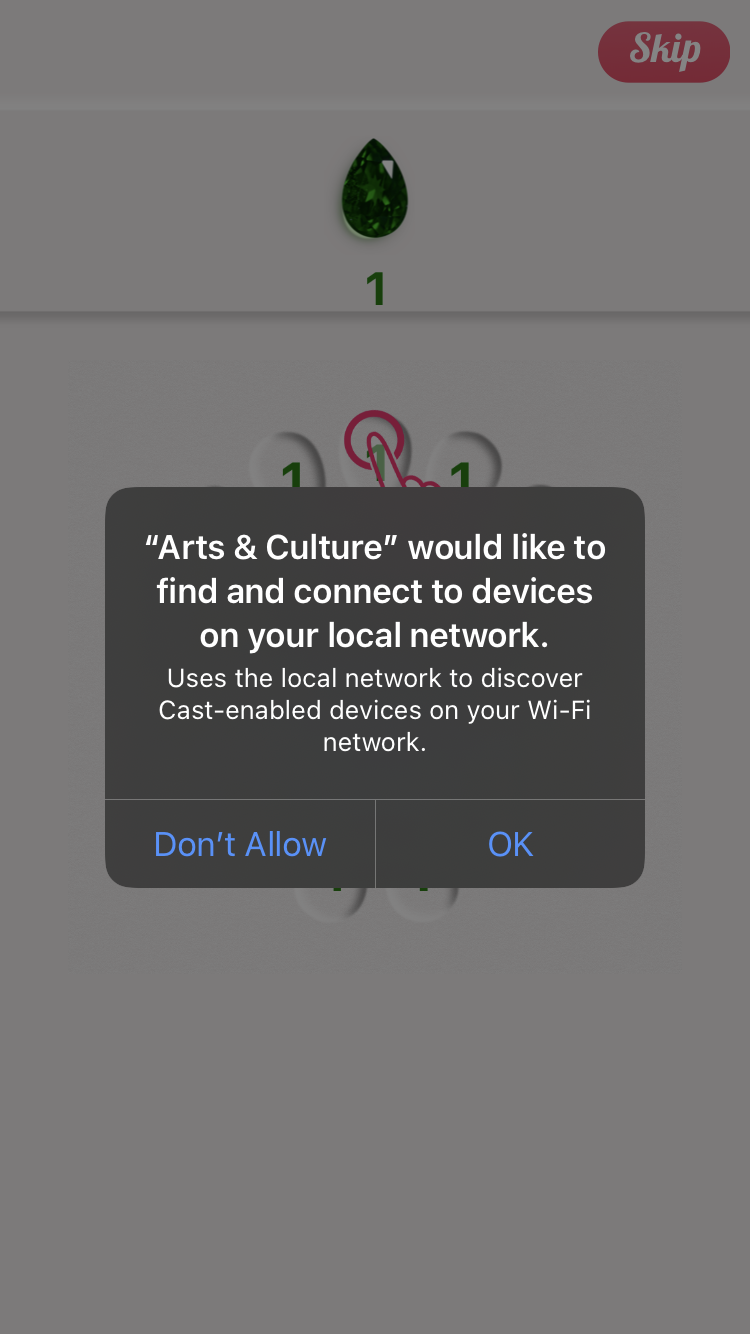 Skip
1
1 1 1
“Arts & Culture” would like to
find and connect to devices
on your local network.
Uses the local network to discover
Cast-enabled devices on your Wi-Fi
network.
Don’t Allow OK